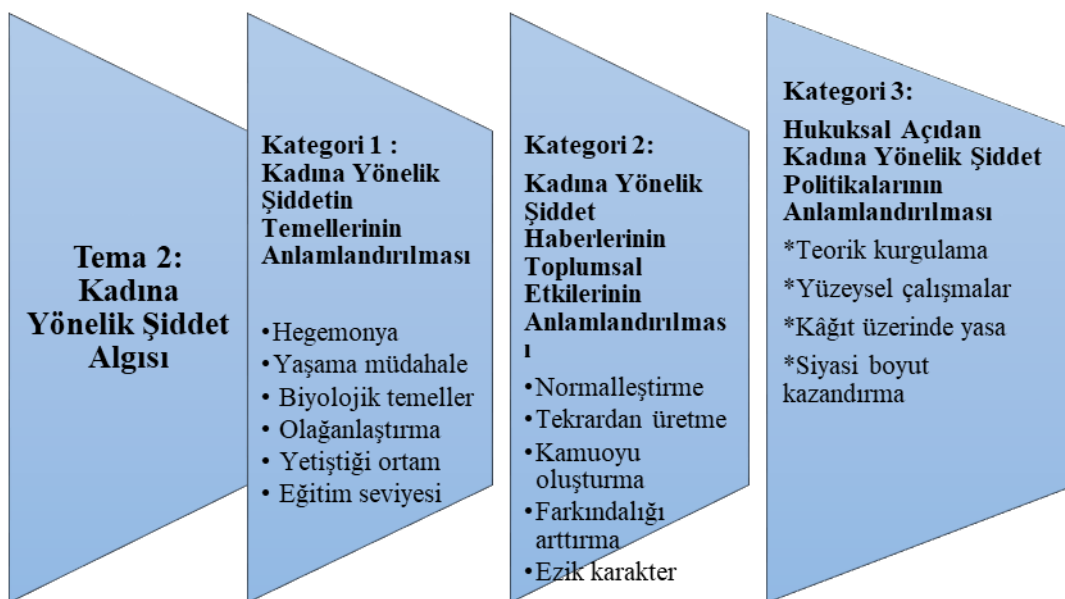 Tema 2:
Kadına
Yönelik Şiddet
Algısı
Kategori 1 :
Kadına Yönelik
Şiddetin
Temellerinin
Anlamlandırılması
•Hegemonya
•Yaşama müdahale
• Biyolojik temeller
• Olağanlaştırma
• Yetiştiği ortam
• Eğitim seviyesi
Kategori 2:
Kadına Yönelik
Şiddet
Haberlerinin
Toplumsal
Etkilerinin
Anlamlandırılmas
ı
•Normalleştirme
•Tekrardan üretme
•Kamuoyu
oluşturma
•Farkındalığı
arttırma
•Ezik karakter
Kategori 3:
Hukuksal Açıdan
Kadına Yönelik Şiddet
Politikalarının
Anlamlandırılması
*Teorik kurgulama
*Yüzeysel çalışmalar
*Kâğıt üzerinde yasa
*Siyasi boyut
kazandırma